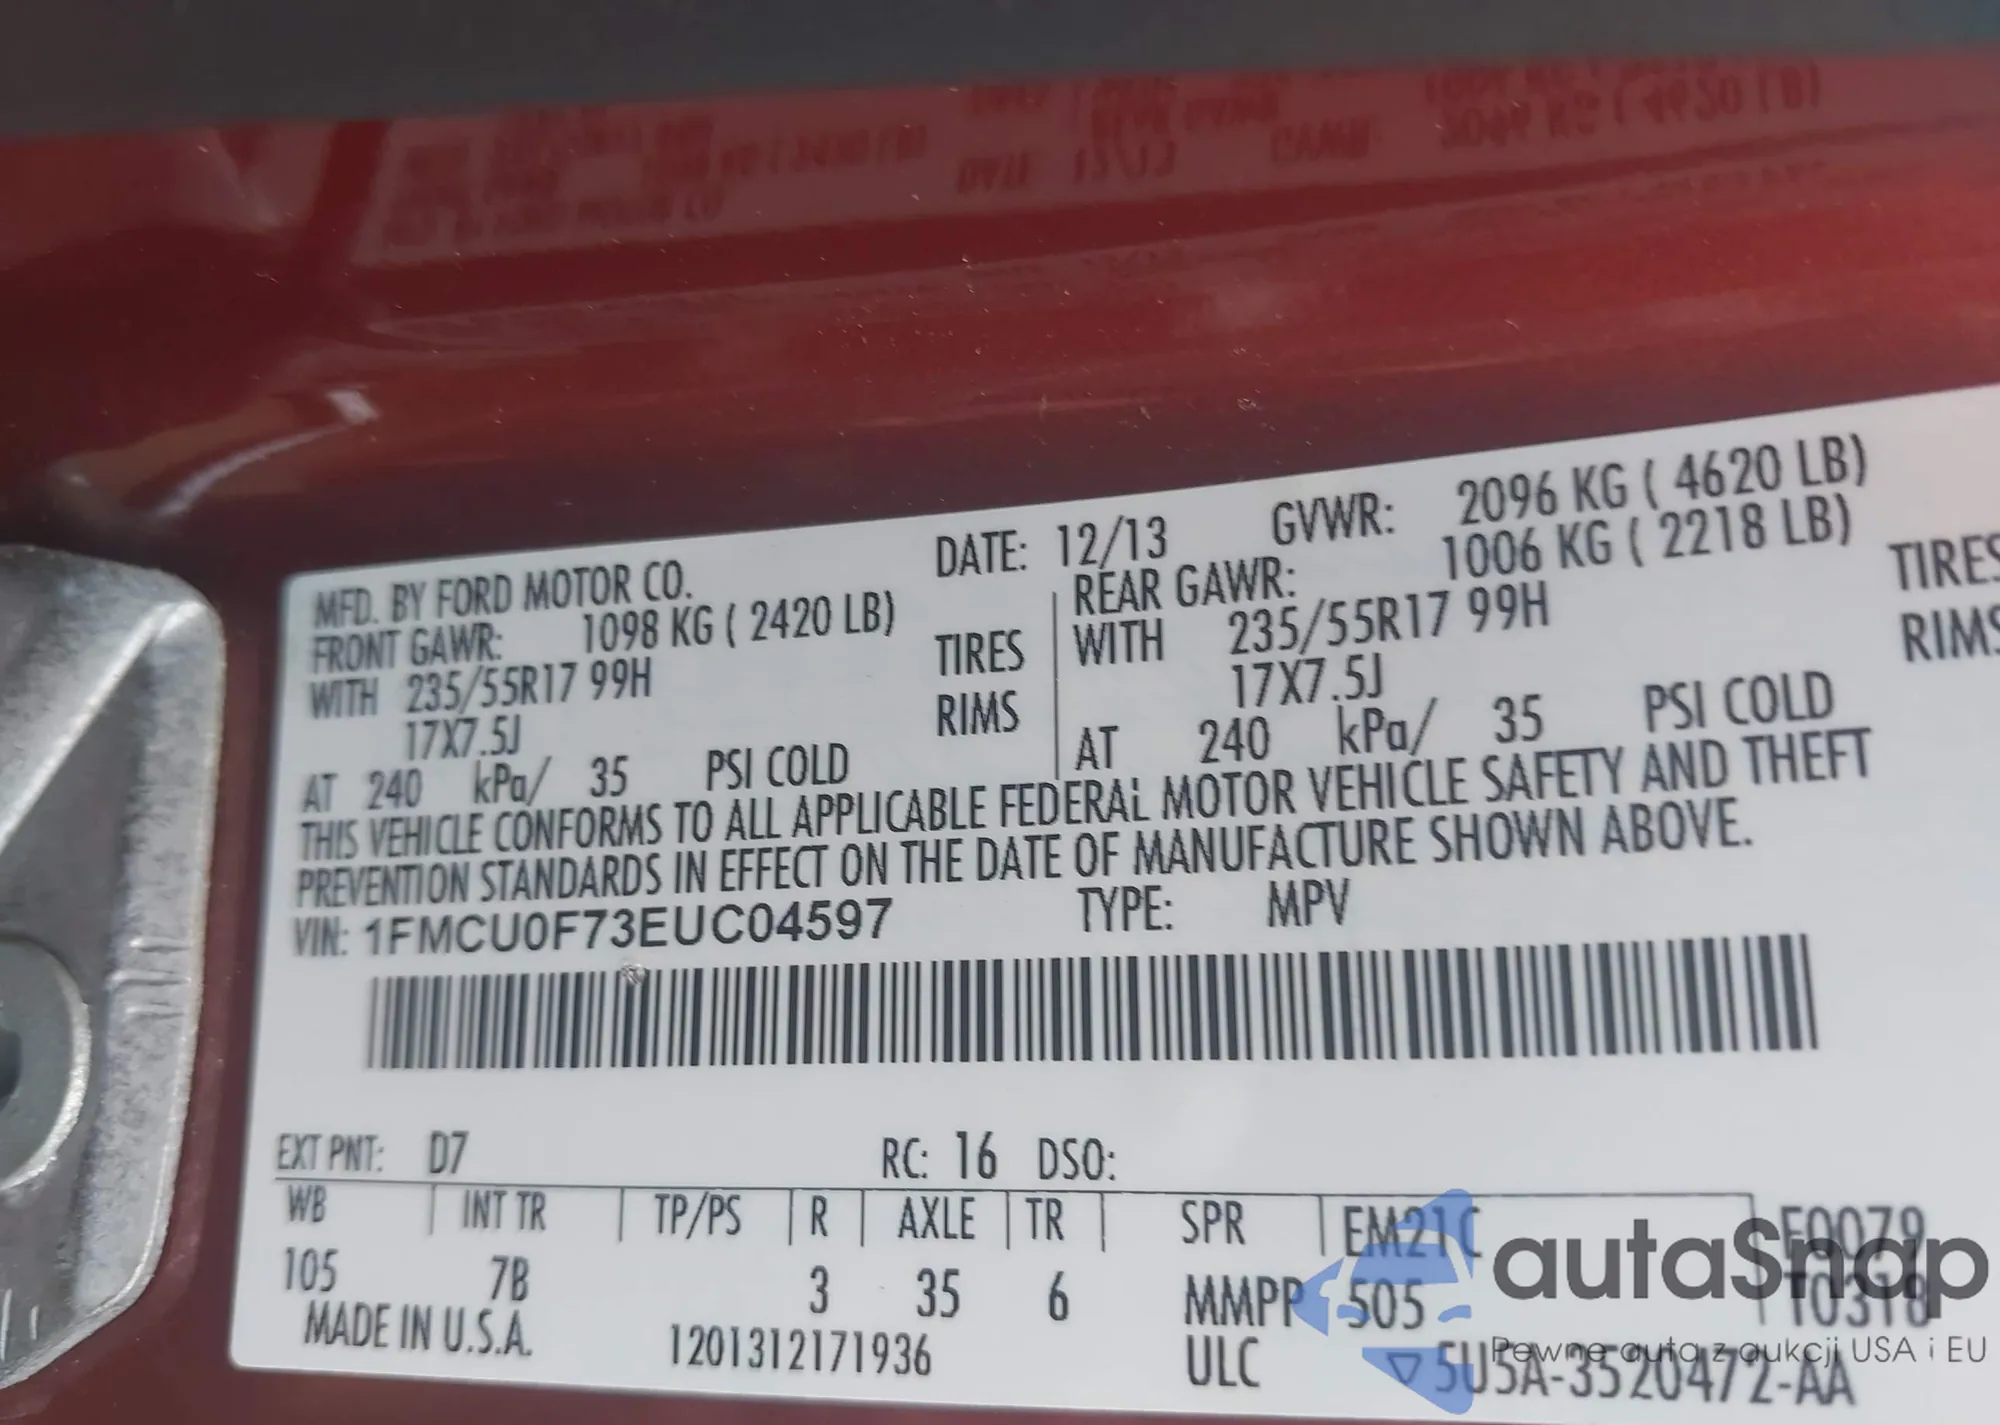 MFD. BY FORD MOTOR CO. DATE: 12/13 GVWR: 2096 KG ( 4620 LB)
FRONT GAWR: 1098 KG ( 2420 LB) REAR GAWR: 1006 KG ( 2218 LB)
WITH 235/55R17 99H TIRES WITH 235/55R17 99H TIRES
17X7.5J RIMS 17X7.5J RIMS
AT 240 kPa/ 35 PSI COLD AT 240 kPa/ 35 PSI COLD
THIS VEHICLE CONFORMS TO ALL APPLICABLE FEDERAL MOTOR VEHICLE SAFETY AND THEFT
PREVENTION STANDARDS IN EFFECT ON THE DATE OF MANUFACTURE SHOWN ABOVE.
VIN: 1FMCU0F73EUC04597 TYPE: MPV
EXT PNT: D7 RC: 16 DSO:
WB INT TR TP/PS R AXLE TR SPR EM21C F0079
105 7B 3 35 6 MMPP 505 T0318
MADE IN U.S.A. 1201312171936 ULC ▽ 5U5A-3520472-AA
autaSnap
Pewne auta z aukcji USA i EU